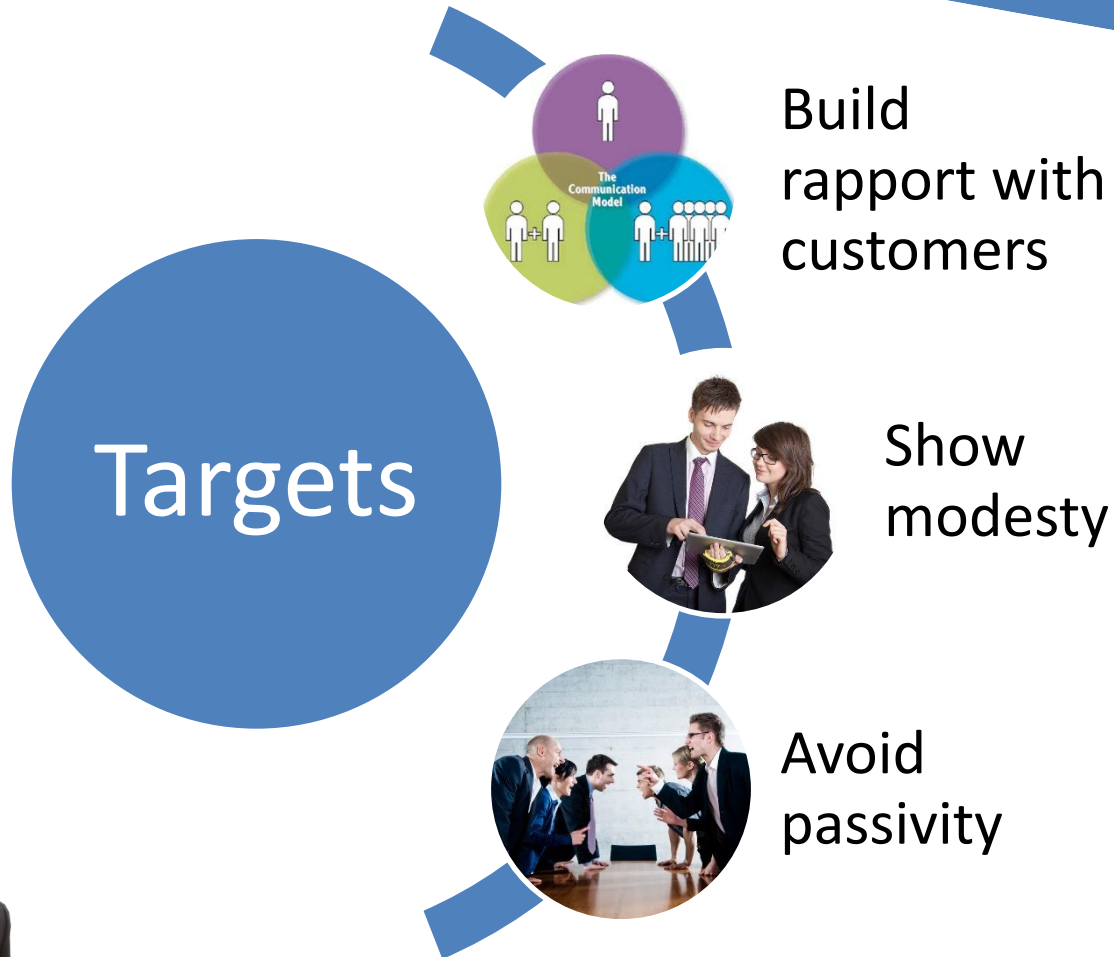 Targets
The
Communication
Model
Build
rapport with
customers
Show
modesty
Avoid
passivity